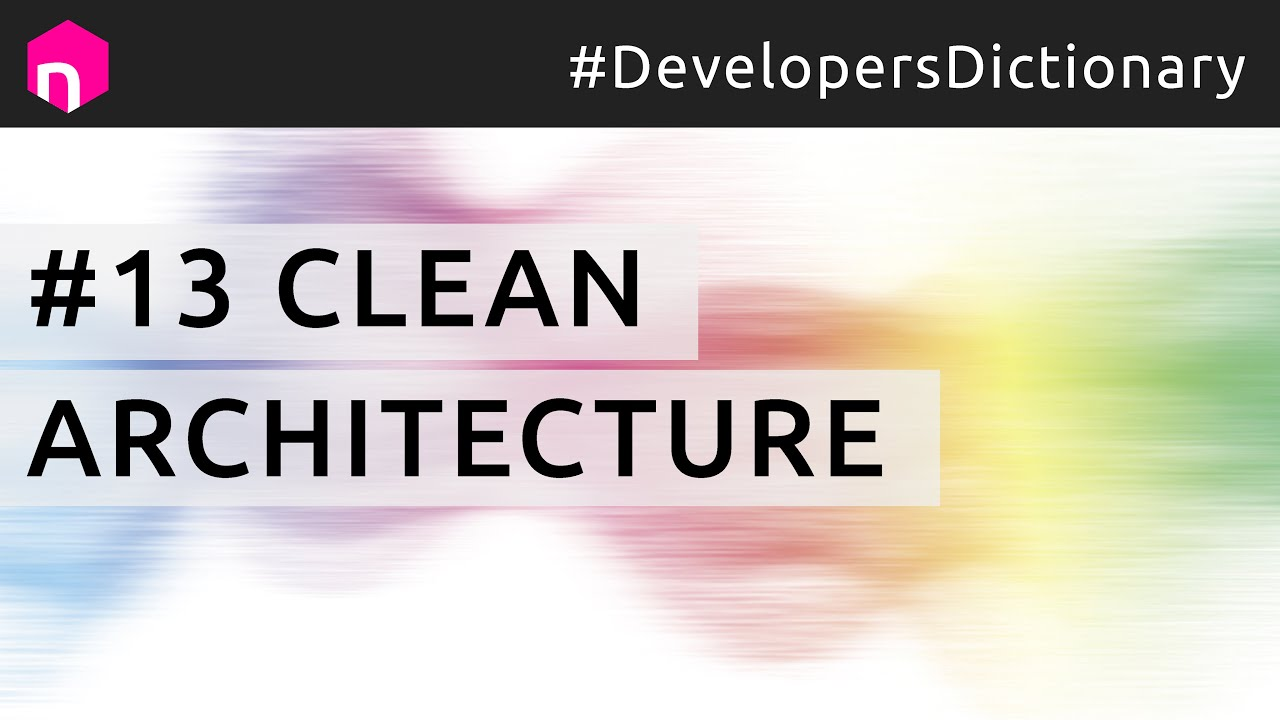 n
#DevelopersDictionary
#13 CLEAN
ARCHITECTURE